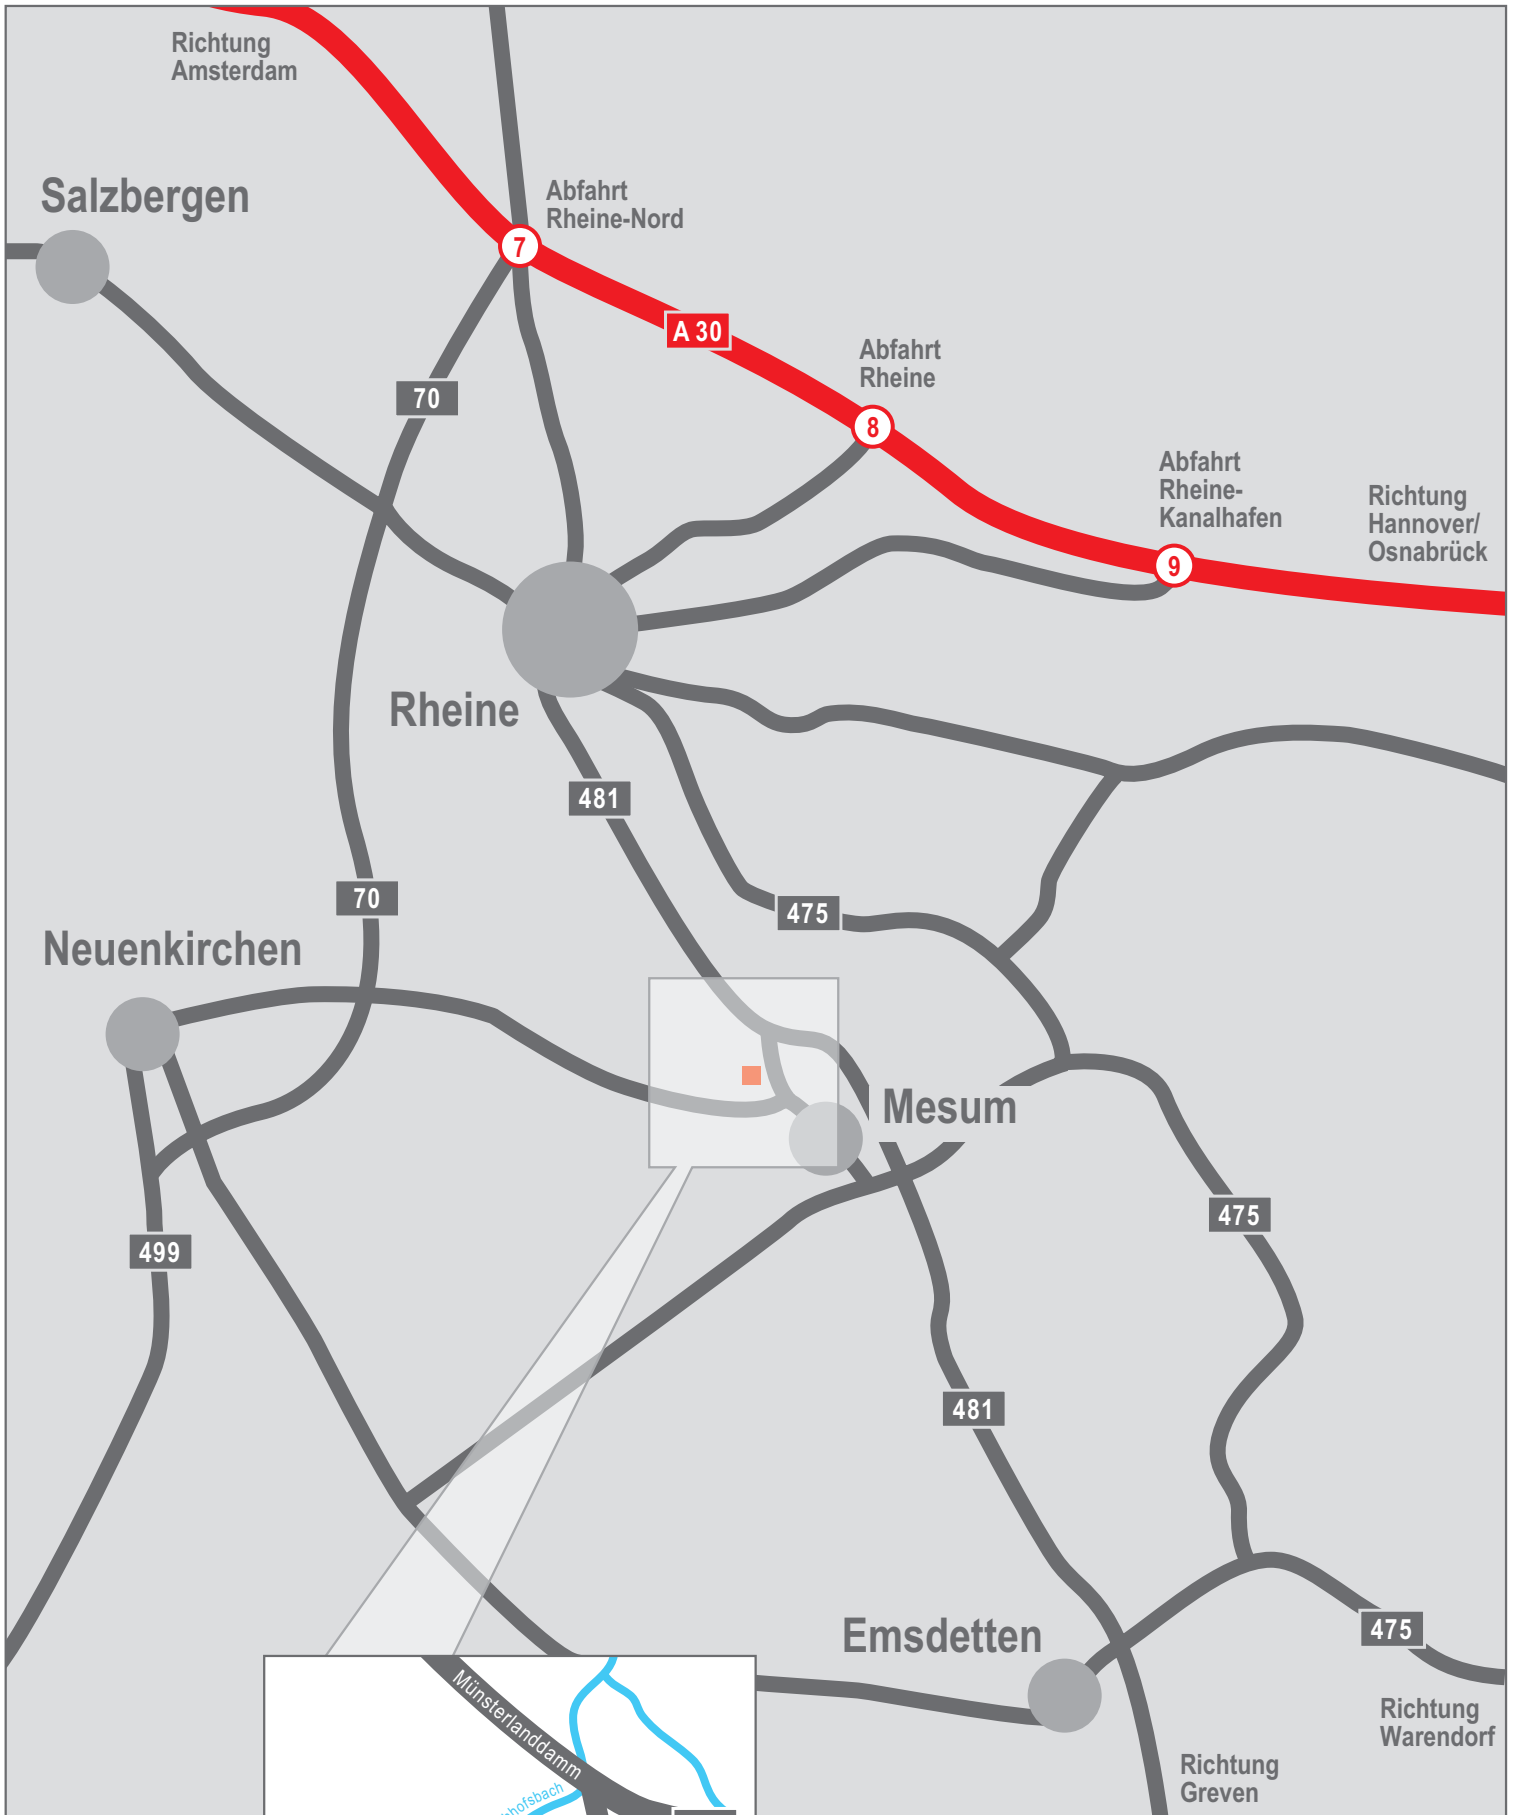 Richtung
Amsterdam
Salzbergen
Abfahrt
Rheine-Nord
7
A 30
Abfahrt
Rheine
70
8
Abfahrt
Rheine-
Kanalhafen
Richtung
Hannover/
Osnabrück
9
Rheine
481
70
475
Neuenkirchen
Mesum
475
499
481
Emsdetten
475
Richtung
Warendorf
Münsterlanddamm
Richtung
Greven